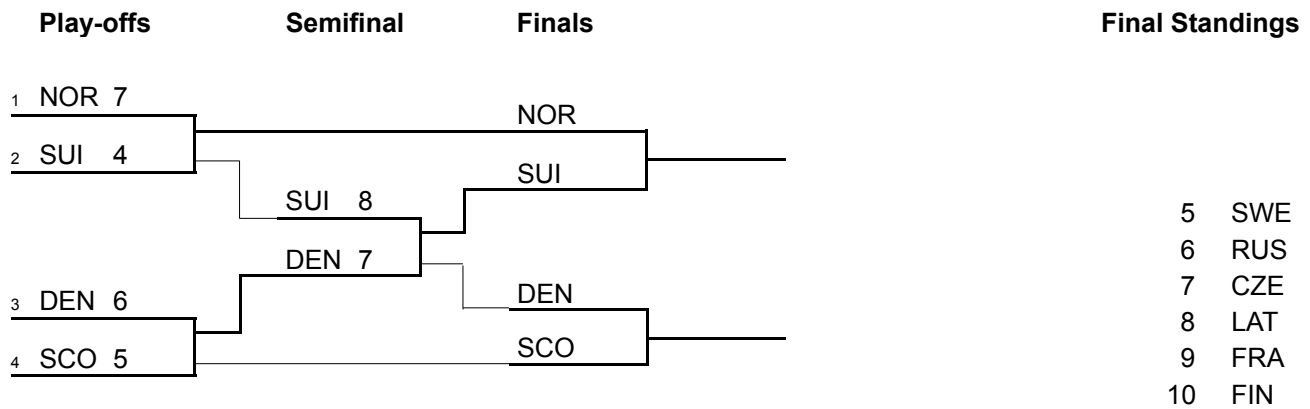 Play-offs Semifinal Finals Final Standings
1 NOR 7
NOR
2 SUI 4
SUI
SUI 8
5 SWE
6 RUS
DEN 7
7 CZE
3 DEN 6
DEN
8 LAT
SCO
4 SCO 5
9 FRA
10 FIN